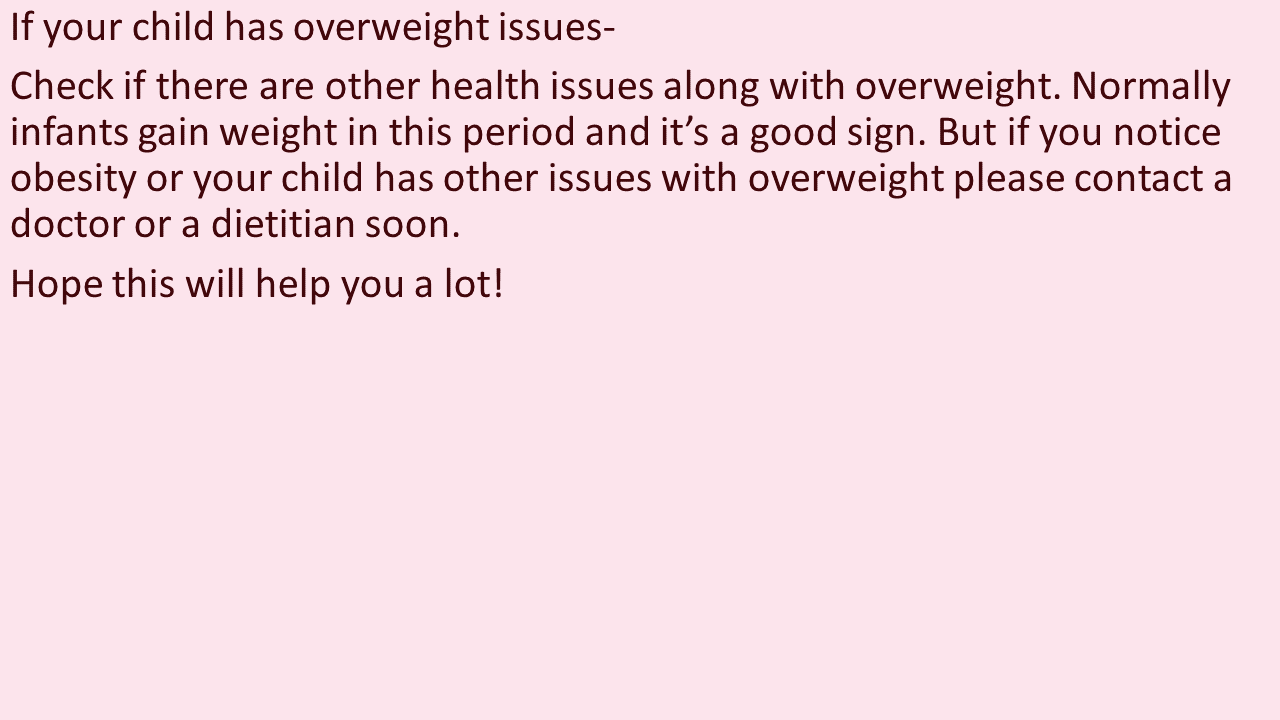 If your child has overweight issues-
Check if there are other health issues along with overweight. Normally
infants gain weight in this period and it’s a good sign. But if you notice
obesity or your child has other issues with overweight please contact a
doctor or a dietitian soon.
Hope this will help you a lot!